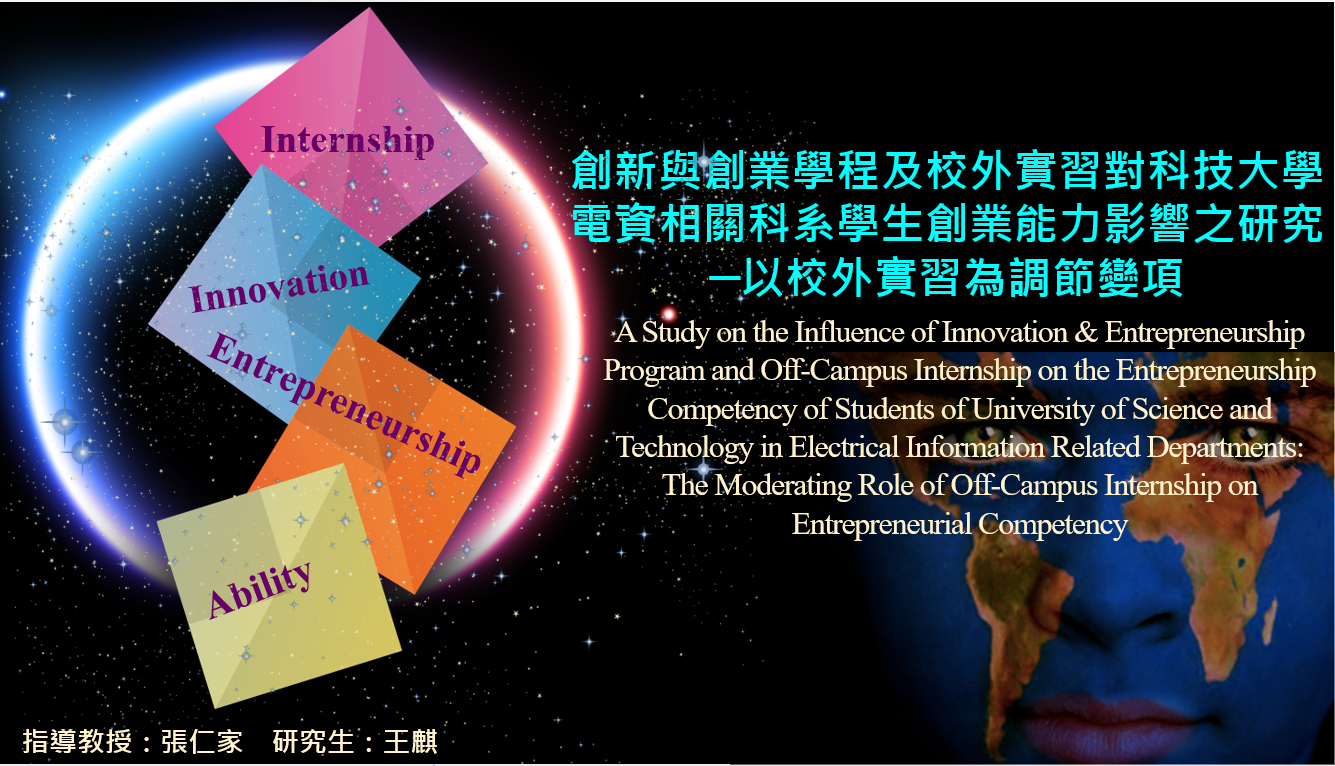 Internship
Innovation
Entrepreneurship
Ability
創新與創業學程及校外實習對科技大學
電資相關科系學生創業能力影響之研究
─以校外實習為調節變項
A Study on the Influence of Innovation & Entrepreneurship
Program and Off-Campus Internship on the Entrepreneurship
Competency of Students of University of Science and
Technology in Electrical Information Related Departments:
The Moderating Role of Off-Campus Internship on
Entrepreneurial Competency
指導教授：張仁家　研究生：王麒